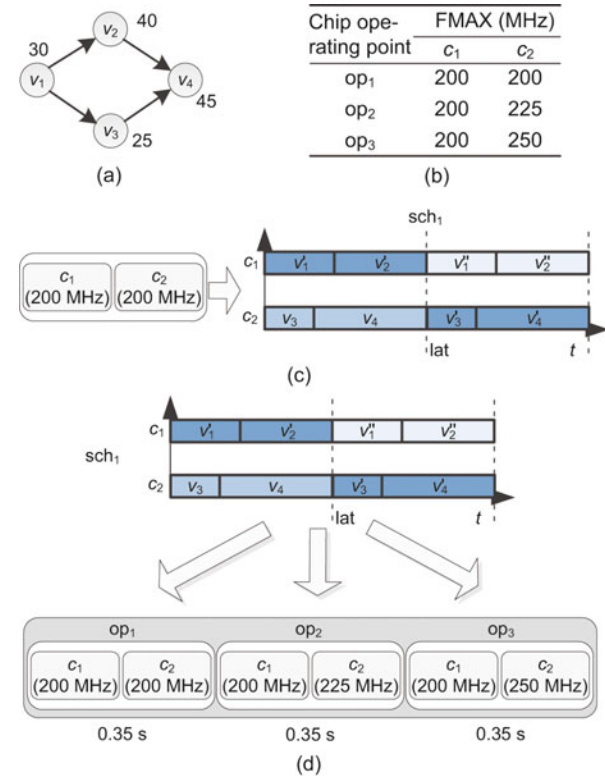 30
40
v₁
v₂
v₃
v₄
25
45
(a)
Chip ope-
rating point
FMAX (MHz)
c₁ c₂
op₁ 200 200
op₂ 200 225
op₃ 200 250
(b)
sch₁
c₁
(200 MHz)
c₂
(200 MHz)
c₁
v'₁ v'₂ v''₁ v''₂
c₂
v₃ v₄ v'₃ v'₄
lat
t
(c)
sch₁
c₁
v'₁ v'₂ v''₁ v''₂
c₂
v₃ v₄ v'₃ v'₄
lat
t
op₁ op₂ op₃
c₁ c₂ c₁ c₂ c₁ c₂
(200 MHz) (200 MHz) (200 MHz) (225 MHz) (200 MHz) (250 MHz)
0.35 s 0.35 s 0.35 s
(d)